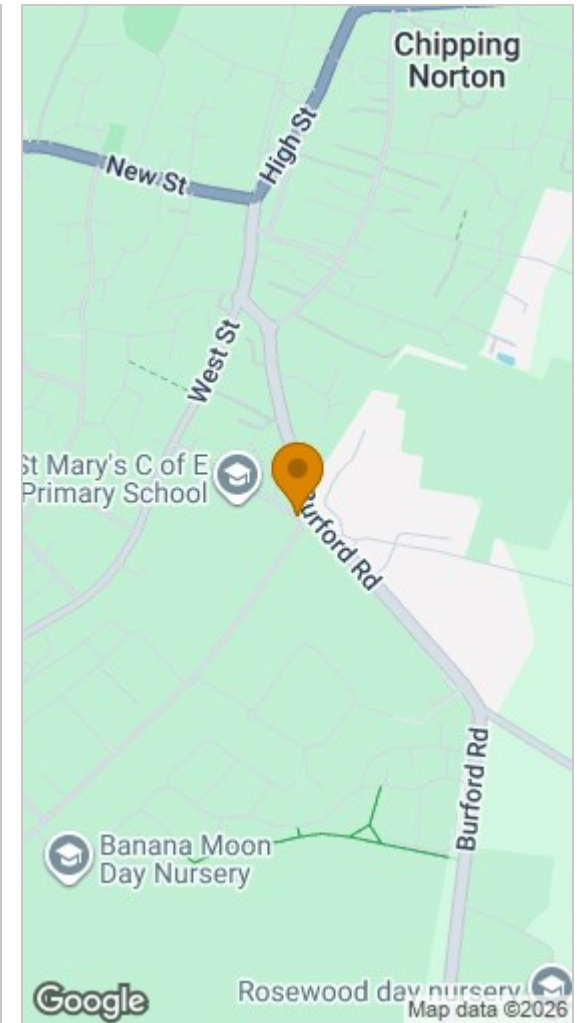 Chipping
Norton
High St
New St
West St
St Mary's C of E
Primary School
Burford Rd
Burford Rd
Banana Moon
Day Nursery
Rosewood day nursery
Google
Map data ©2026